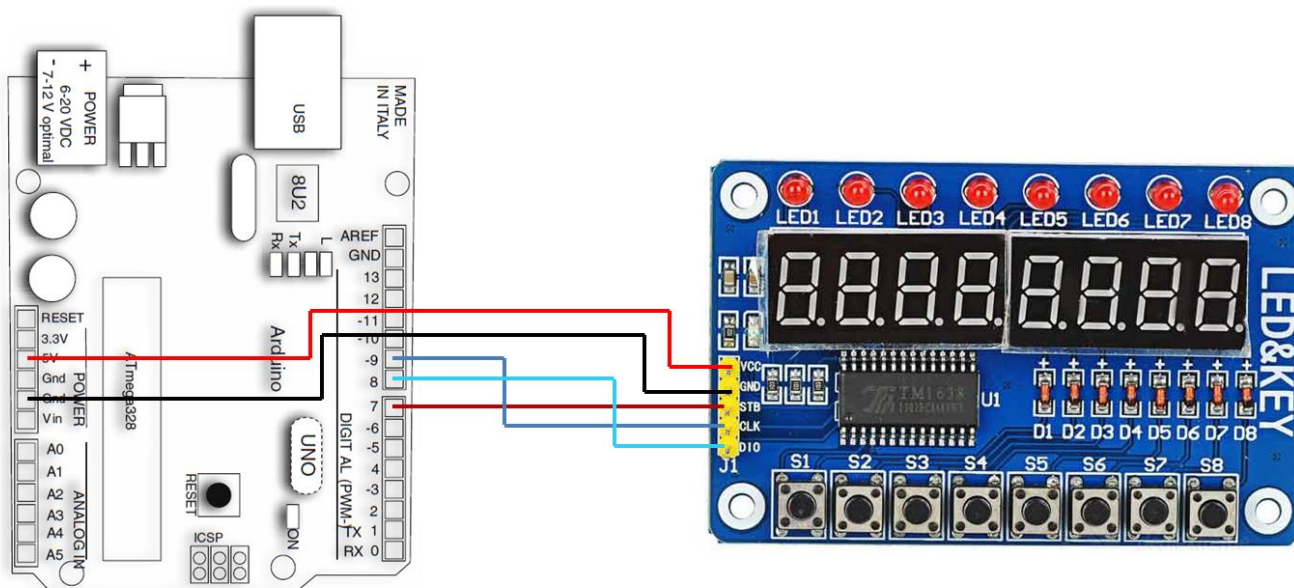 + -
POWER
6-20 VDC
7-12 V optimal
USB
MADE
IN ITALY
8U2
Rx
Tx
L
AREF
GND
13
12
-11
-10
-9
8
7
-6
-5
4
-3
2
TX 1
RX 0
DIGITAL (PWM-)
Arduino
UNO
ON
RESET
3.3V
5V
Gnd
Gnd
Vin
POWER
A0
A1
A2
A3
A4
A5
ANALOG IN
ATmega328
RESET
ICSP
LED1 LED2 LED3 LED4 LED5 LED6 LED7 LED8
LED&KEY
VCC
GND
STB
CLK
DIO
J1
TM1638
U1
+ + + + + + + +
D1 D2 D3 D4 D5 D6 D7 D8
S1 S2 S3 S4 S5 S6 S7 S8